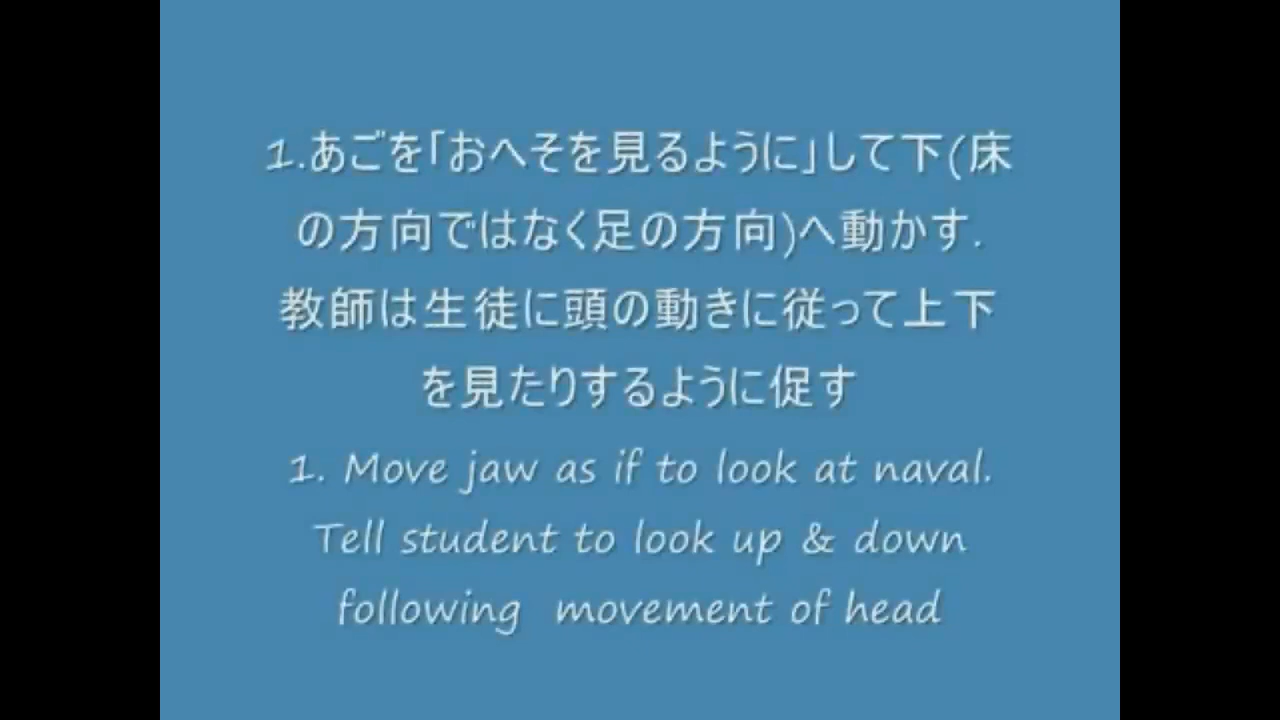 1.あごを「おへそを見るように」して下(床
の方向ではなく足の方向)へ動かす.
教師は生徒に頭の動きに従って上下
を見たりするように促す
1. Move jaw as if to look at naval.
Tell student to look up & down
following movement of head